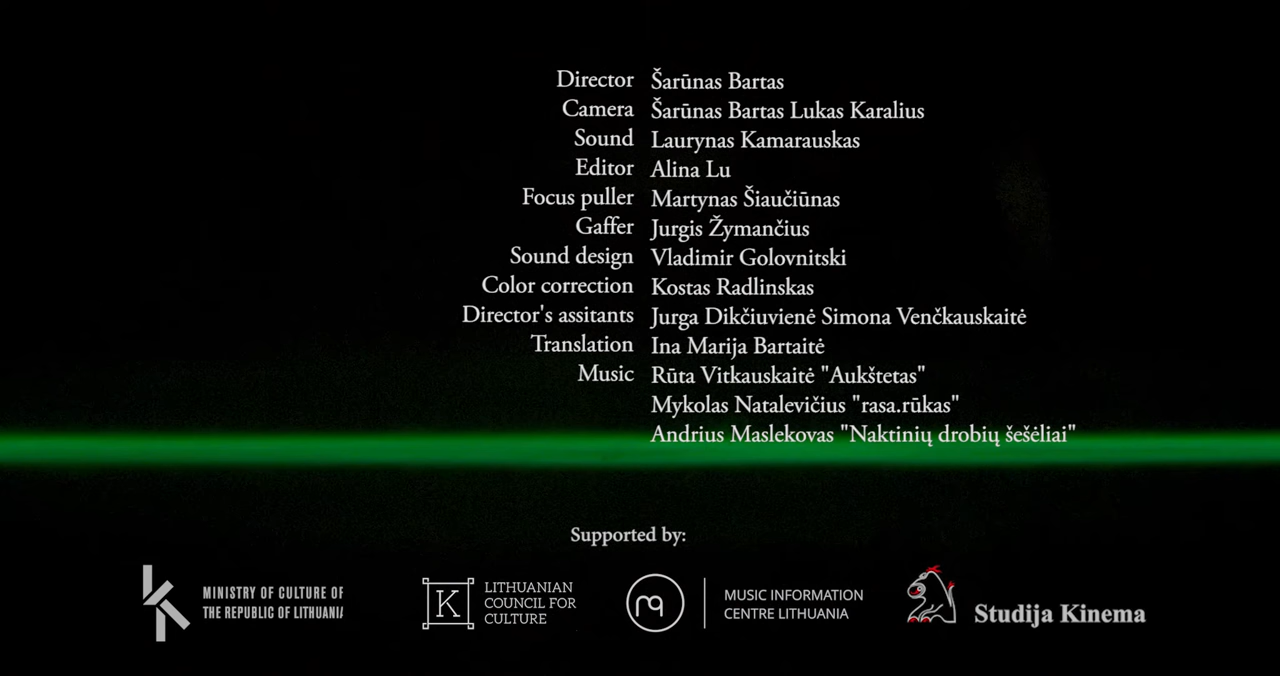 Director Šarūnas Bartas
Camera Šarūnas Bartas Lukas Karalius
Sound Laurynas Kamarauskas
Editor Alina Lu
Focus puller Martynas Šiaučiūnas
Gaffer Jurgis Žymančius
Sound design Vladimir Golovnitski
Color correction Kostas Radlinskas
Director's assitants Jurga Dikčiuvienė Simona Venčkauskaitė
Translation Ina Marija Bartaitė
Music Rūta Vitkauskaitė "Aukštetas"
Mykolas Natalevičius "rasa.rūkas"
Andrius Maslekovas "Naktinių drobių šešėliai"
Supported by:
MINISTRY OF CULTURE OF
THE REPUBLIC OF LITHUANIA
K
LITHUANIAN
COUNCIL FOR
CULTURE
MUSIC INFORMATION
CENTRE LITHUANIA
Studija Kinema